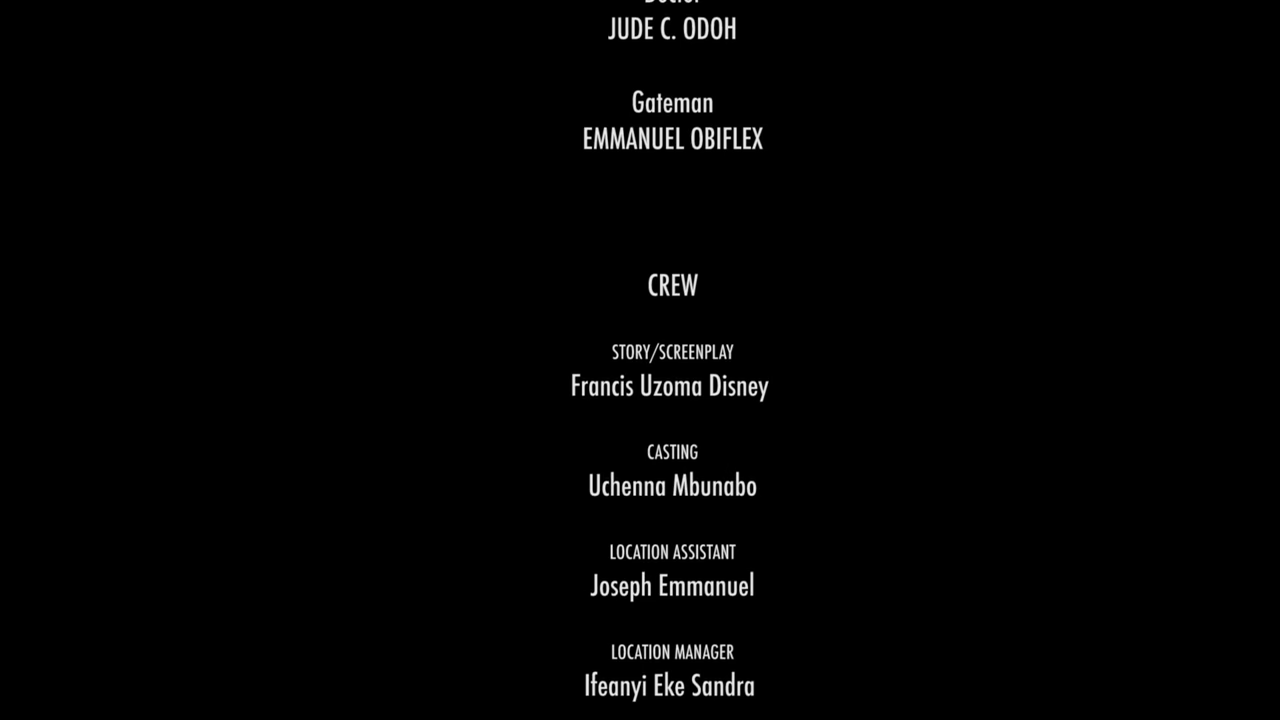 Doctor
JUDE C. ODOH
Gateman
EMMANUEL OBIFLEX
CREW
STORY/SCREENPLAY
Francis Uzoma Disney
CASTING
Uchenna Mbunabo
LOCATION ASSISTANT
Joseph Emmanuel
LOCATION MANAGER
Ifeanyi Eke Sandra